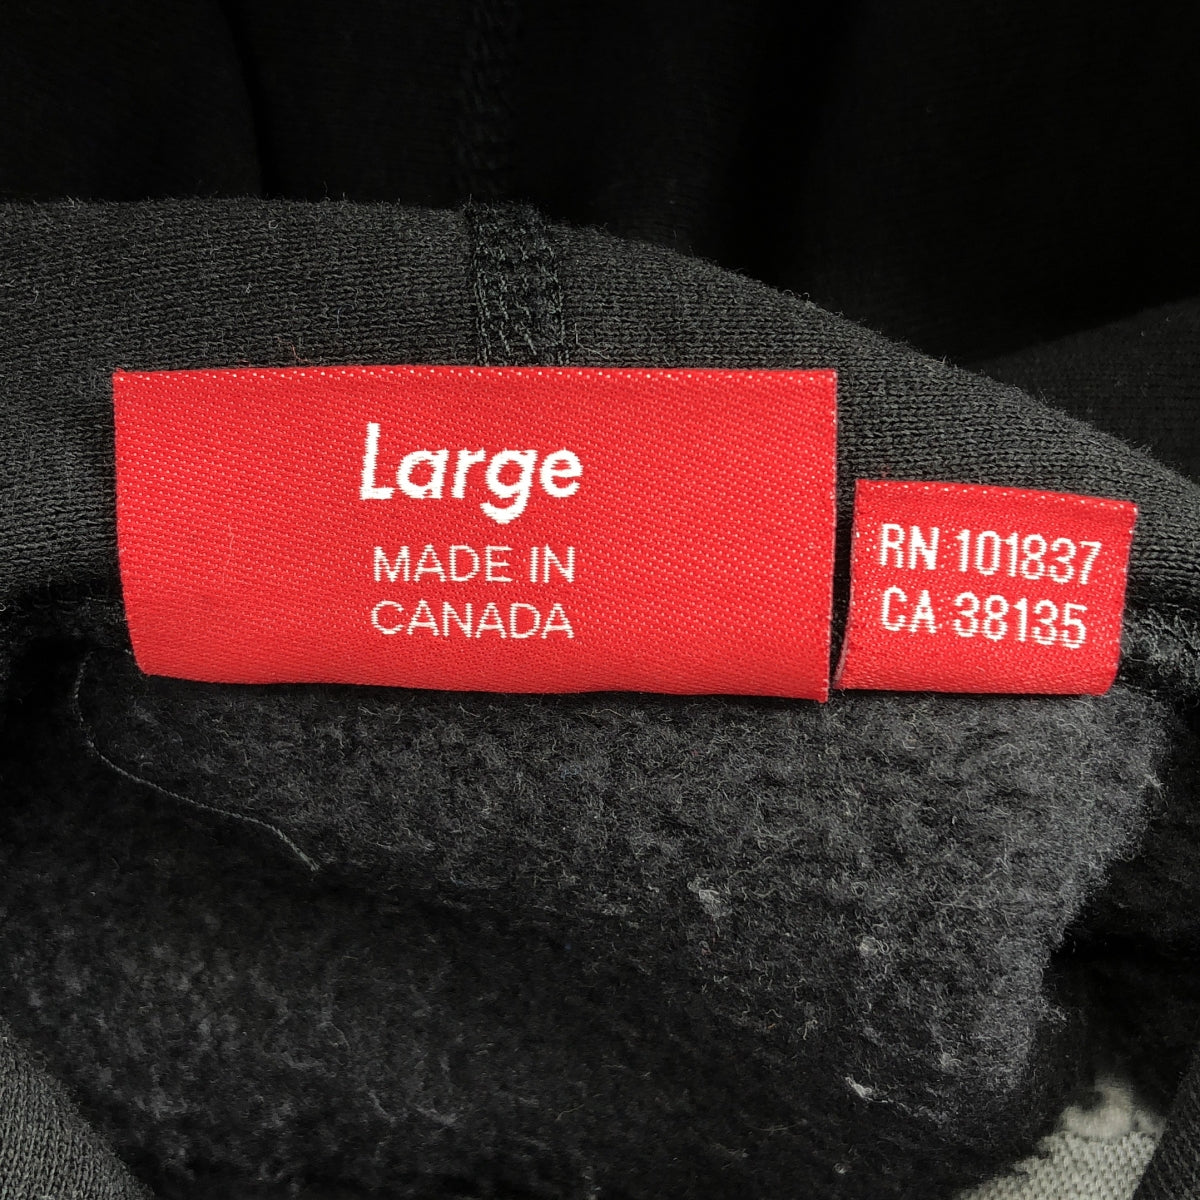 Large
MADE IN
CANADA
RN 101837
CA 38135